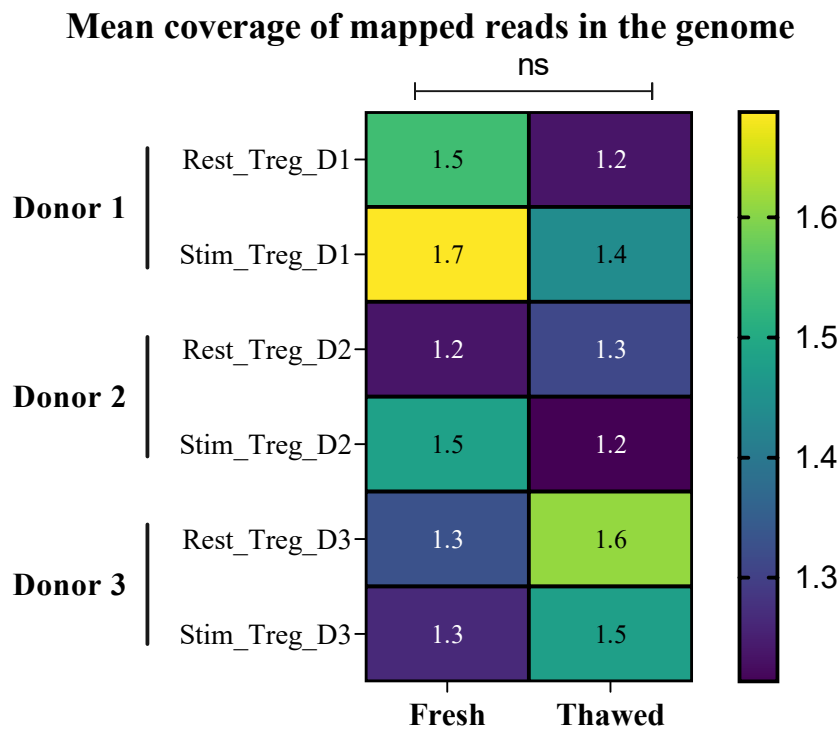 Mean coverage of mapped reads in the genome
ns
Donor 1
Rest_Treg_D1 1.5 1.2
Stim_Treg_D1 1.7 1.4
Donor 2
Rest_Treg_D2 1.2 1.3
Stim_Treg_D2 1.5 1.2
Donor 3
Rest_Treg_D3 1.3 1.6
Stim_Treg_D3 1.3 1.5
Fresh Thawed
1.6
1.5
1.4
1.3